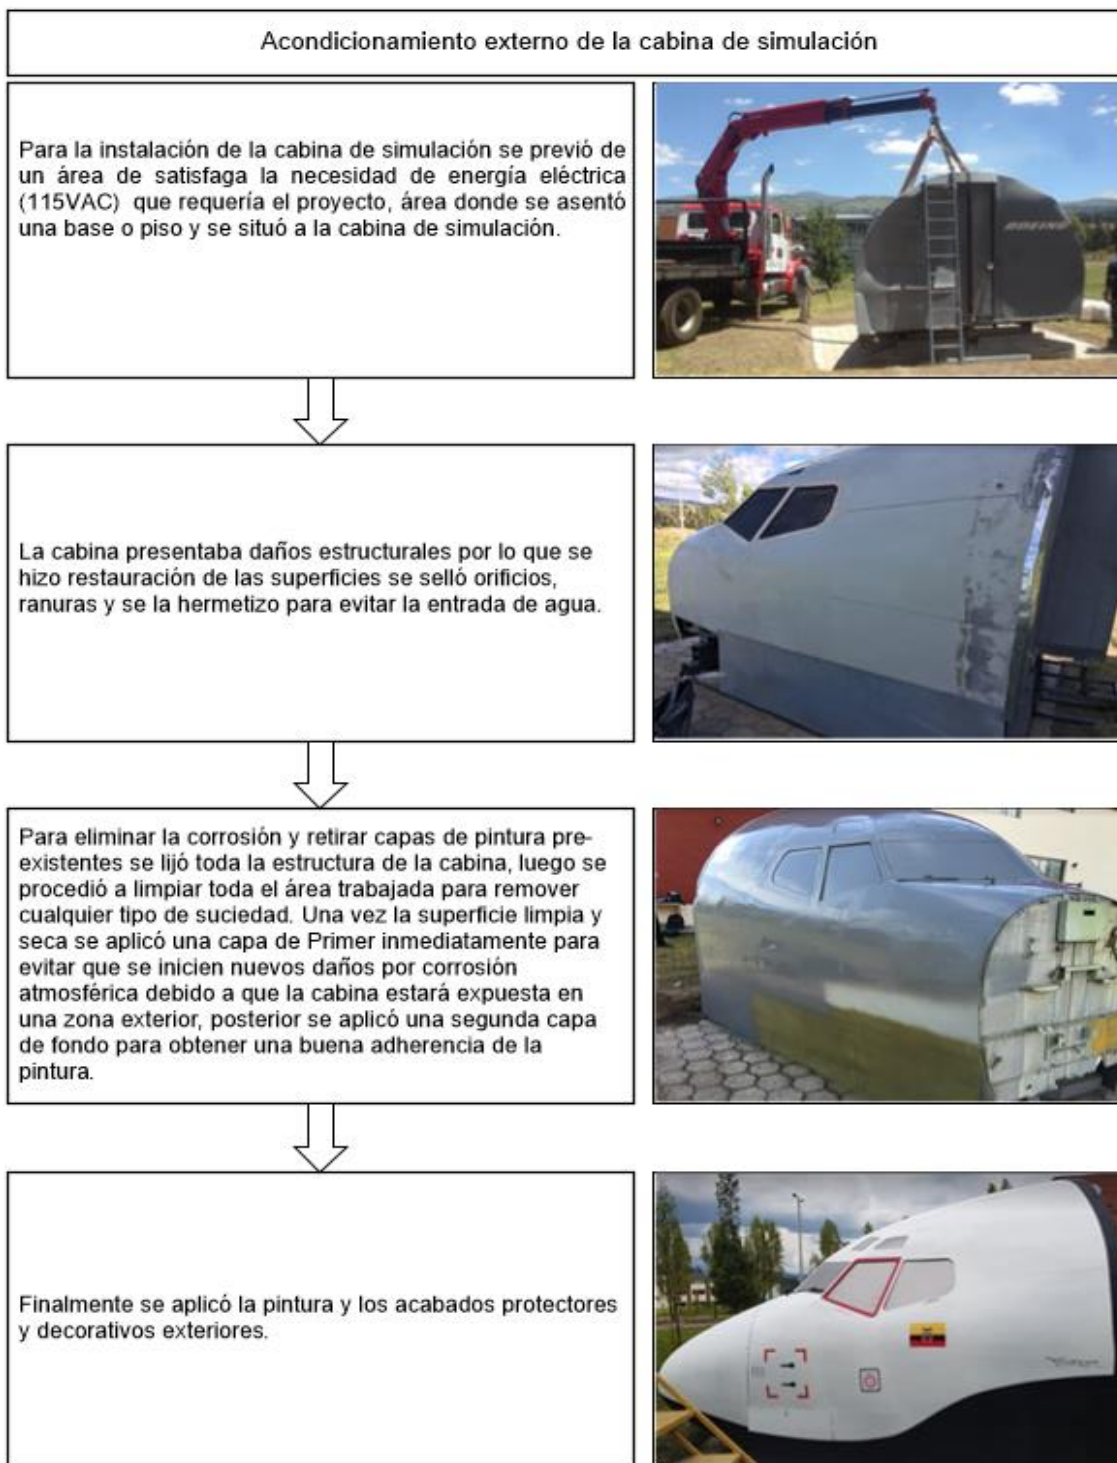 Acondicionamiento externo de la cabina de simulación
Para la instalación de la cabina de simulación se previó de
un área de satisfaga la necesidad de energía eléctrica
(115VAC) que requería el proyecto, área donde se asentó
una base o piso y se situó a la cabina de simulación.
BOEING
La cabina presentaba daños estructurales por lo que se
hizo restauración de las superficies se selló orificios,
ranuras y se la hermetizo para evitar la entrada de agua.
Para eliminar la corrosión y retirar capas de pintura pre-
existentes se lijó toda la estructura de la cabina, luego se
procedió a limpiar toda el área trabajada para remover
cualquier tipo de suciedad. Una vez la superficie limpia y
seca se aplicó una capa de Primer inmediatamente para
evitar que se inicien nuevos daños por corrosión
atmosférica debido a que la cabina estará expuesta en
una zona exterior, posterior se aplicó una segunda capa
de fondo para obtener una buena adherencia de la
pintura.
Finalmente se aplicó la pintura y los acabados protectores
y decorativos exteriores.